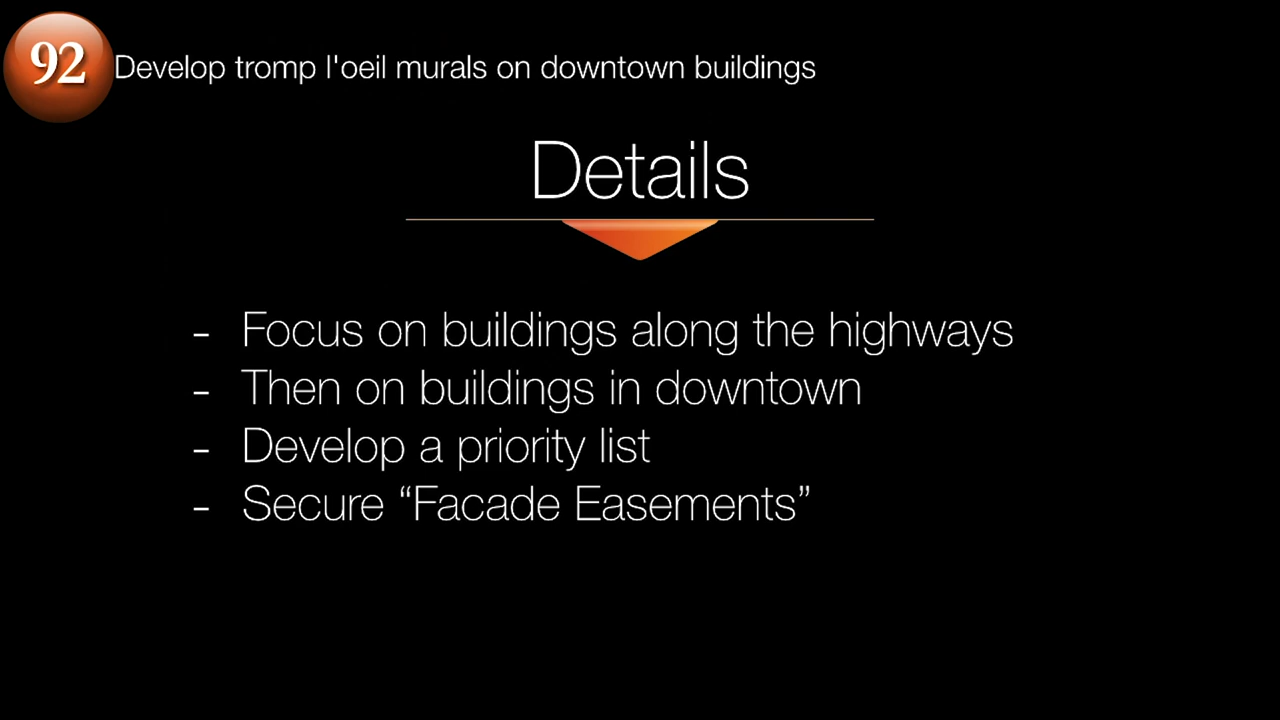 92
Develop tromp l'oeil murals on downtown buildings
Details
- Focus on buildings along the highways
- Then on buildings in downtown
- Develop a priority list
- Secure “Facade Easements”